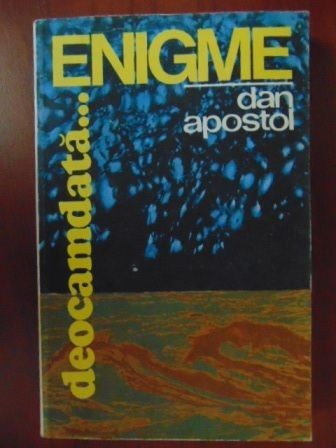 deocamdată...
ENIGME
dan
apostol